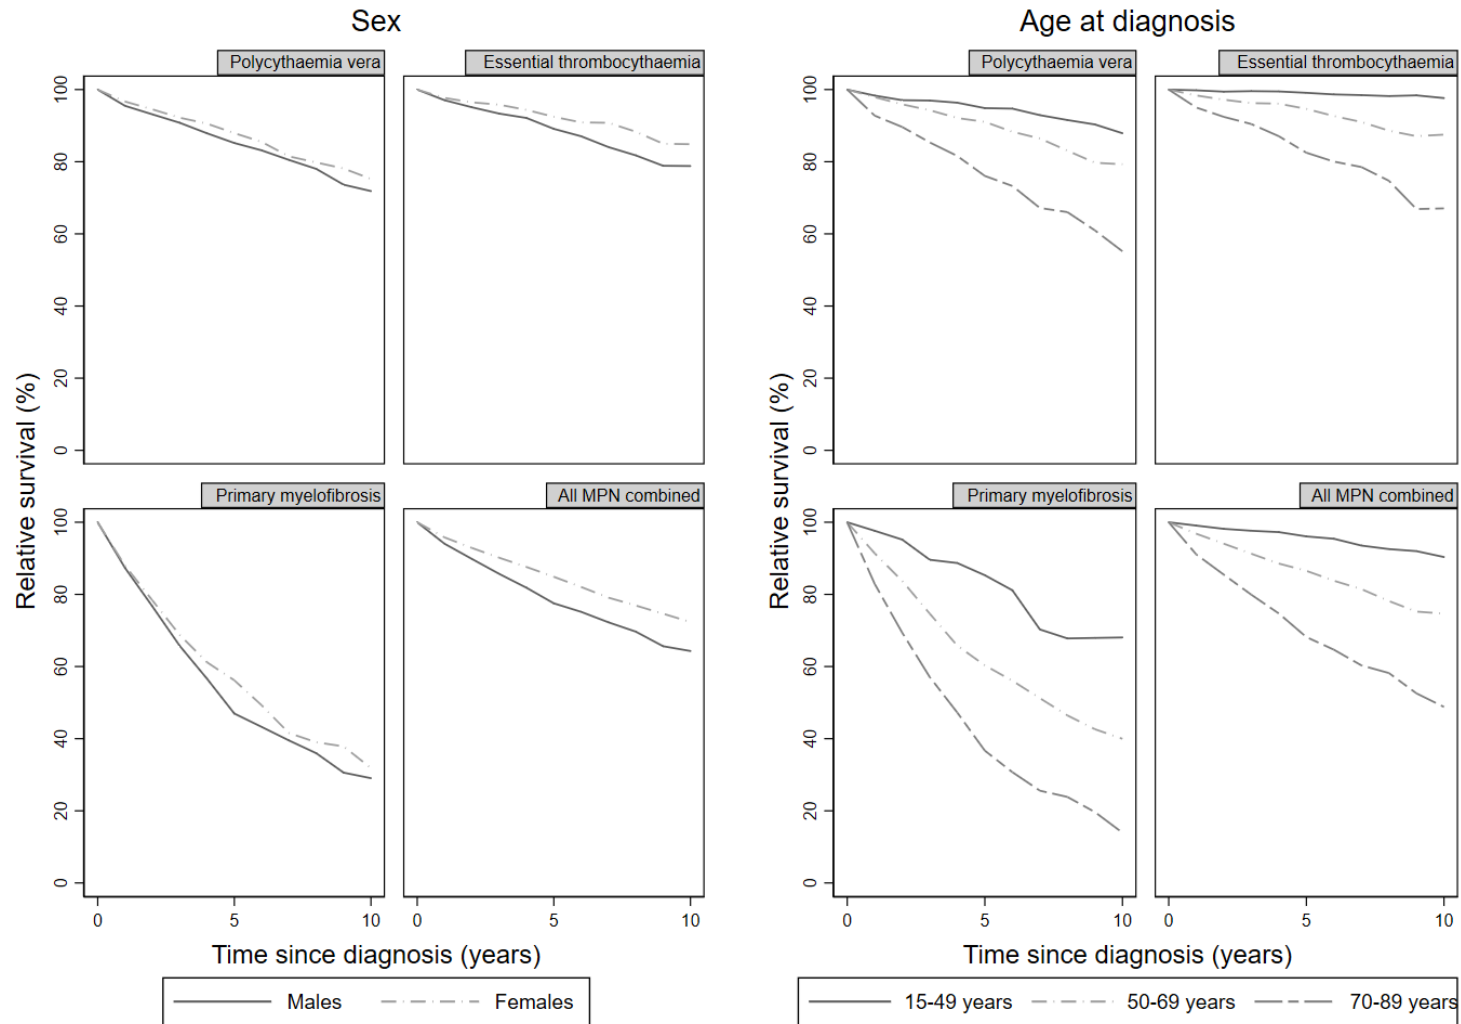 Sex
Polycythaemia vera
Essential thrombocythaemia
Relative survival (%)
100
80
60
40
20
0
Primary myelofibrosis
All MPN combined
100
80
60
40
20
0
0 5 10
0 5 10
Time since diagnosis (years)
Males
Females
Age at diagnosis
Polycythaemia vera
Essential thrombocythaemia
Relative survival (%)
100
80
60
40
20
0
Primary myelofibrosis
All MPN combined
100
80
60
40
20
0
0 5 10
0 5 10
Time since diagnosis (years)
15-49 years
50-69 years
70-89 years